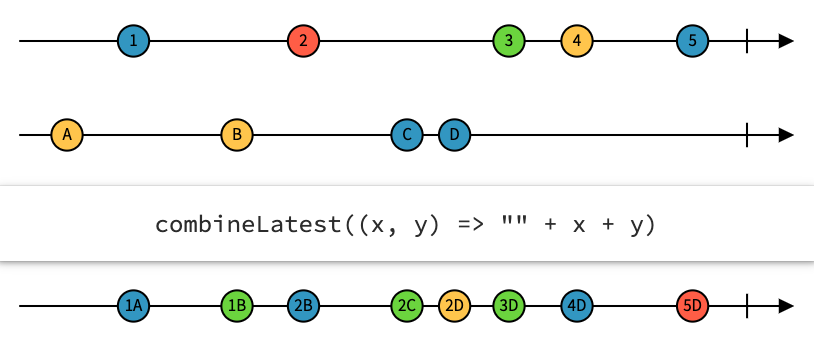 1 2 3 4 5
A B C D
combineLatest((x, y) => "" + x + y)
1A 1B 2B 2C 2D 3D 4D 5D